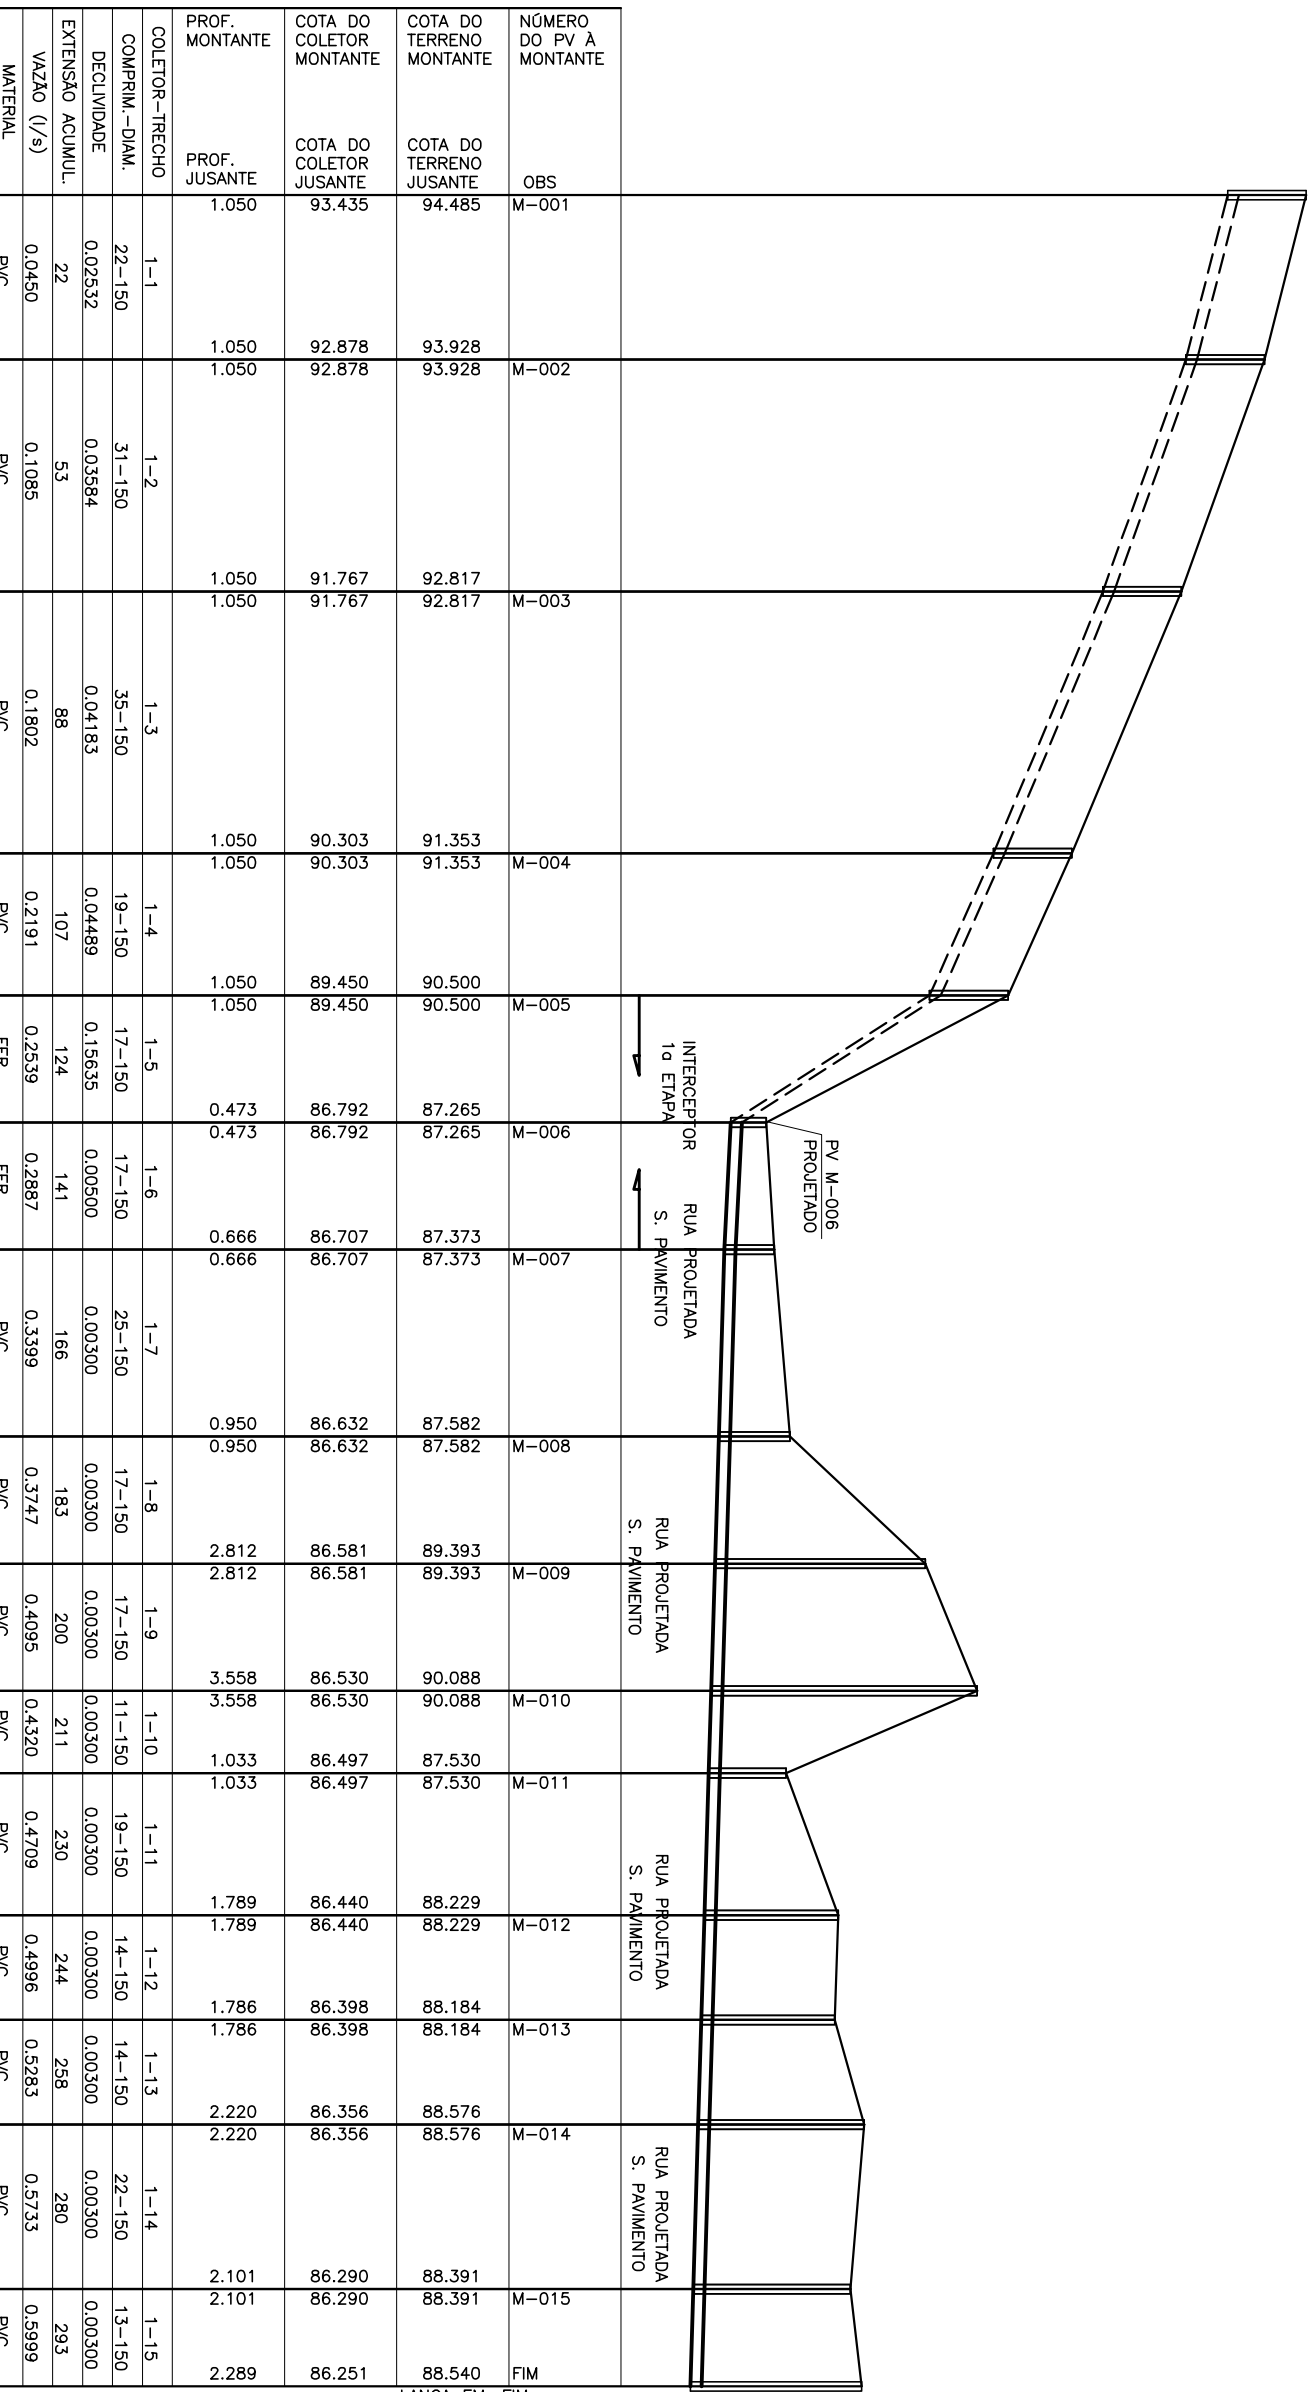 NÚMERO
DO PV À
MONTANTE
OBS
COTA DO
TERRENO
MONTANTE
COTA DO
TERRENO
JUSANTE
COTA DO
COLETOR
MONTANTE
COTA DO
COLETOR
JUSANTE
PROF.
MONTANTE
PROF.
JUSANTE
COLETOR-TRECHO
COMPRIM.-DIAM.
DECLIVIDADE
EXTENSÃO ACUMUL.
VAZÃO (l/s)
MATERIAL
1.050 93.435 94.485 M-001
1-1
22-150
0.02532
22
0.0450
PVC
1.050 92.878 93.928
1.050 92.878 93.928 M-002
1-2
31-150
0.03584
53
0.1085
PVC
1.050 91.767 92.817
1.050 91.767 92.817 M-003
1-3
35-150
0.04183
88
0.1802
PVC
1.050 90.303 91.353
1.050 90.303 91.353 M-004
1-4
19-150
0.04489
107
0.2191
PVC
1.050 89.450 90.500
1.050 89.450 90.500 M-005
1-5
17-150
0.15635
124
0.2539
FFR
0.473 86.792 87.265
0.473 86.792 87.265 M-006
1-6
17-150
0.00500
141
0.2887
FFR
0.666 86.707 87.373
0.666 86.707 87.373 M-007
1-7
25-150
0.00300
166
0.3399
PVC
0.950 86.632 87.582
0.950 86.632 87.582 M-008
1-8
17-150
0.00300
183
0.3747
PVC
2.812 86.581 89.393
2.812 86.581 89.393 M-009
1-9
17-150
0.00300
200
0.4095
PVC
3.558 86.530 90.088
3.558 86.530 90.088 M-010
1-10
11-150
0.00300
211
0.4320
PVC
1.033 86.497 87.530
1.033 86.497 87.530 M-011
1-11
19-150
0.00300
230
0.4709
PVC
1.789 86.440 88.229
1.789 86.440 88.229 M-012
1-12
14-150
0.00300
244
0.4996
PVC
1.786 86.398 88.184
1.786 86.398 88.184 M-013
1-13
14-150
0.00300
258
0.5283
PVC
2.220 86.356 88.576
2.220 86.356 88.576 M-014
1-14
22-150
0.00300
280
0.5733
PVC
2.101 86.290 88.391
2.101 86.290 88.391 M-015
1-15
13-150
0.00300
293
0.5999
PVC
2.289 86.251 88.540 FIM
LANÇA EM FIM
INTERCEPTOR
1a ETAPA
PV M-006
PROJETADO
RUA PROJETADA
S. PAVIMENTO
RUA PROJETADA
S. PAVIMENTO
RUA PROJETADA
S. PAVIMENTO
RUA PROJETADA
S. PAVIMENTO